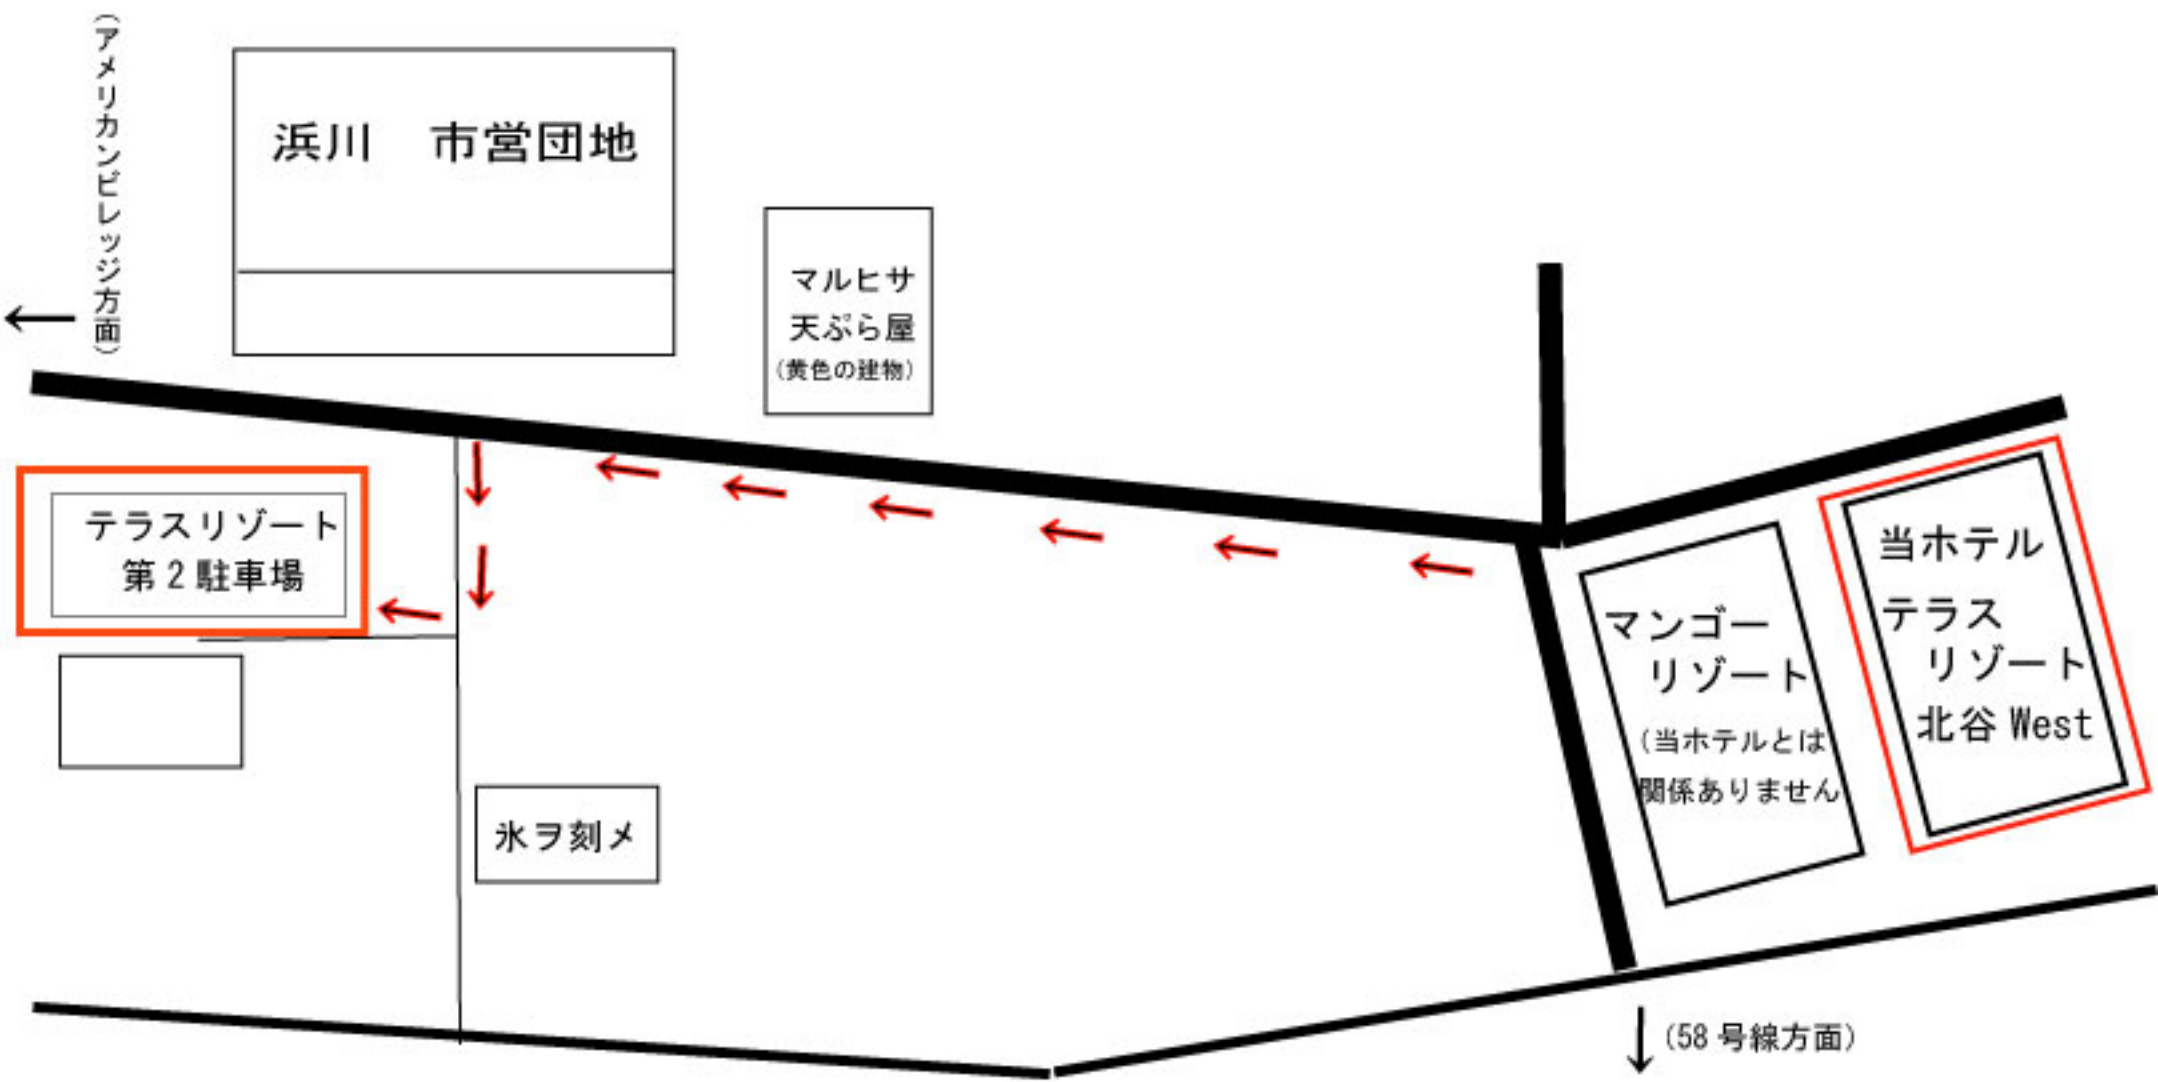 （アメリカンビレッジ方面）
浜川　市営団地
マルヒサ
天ぷら屋
（黄色の建物）
テラスリゾート
第２駐車場
氷ヲ刻メ
マンゴー
リゾート
（当ホテルとは
関係ありません
当ホテル
テラス
リゾート
北谷 West
（58 号線方面）